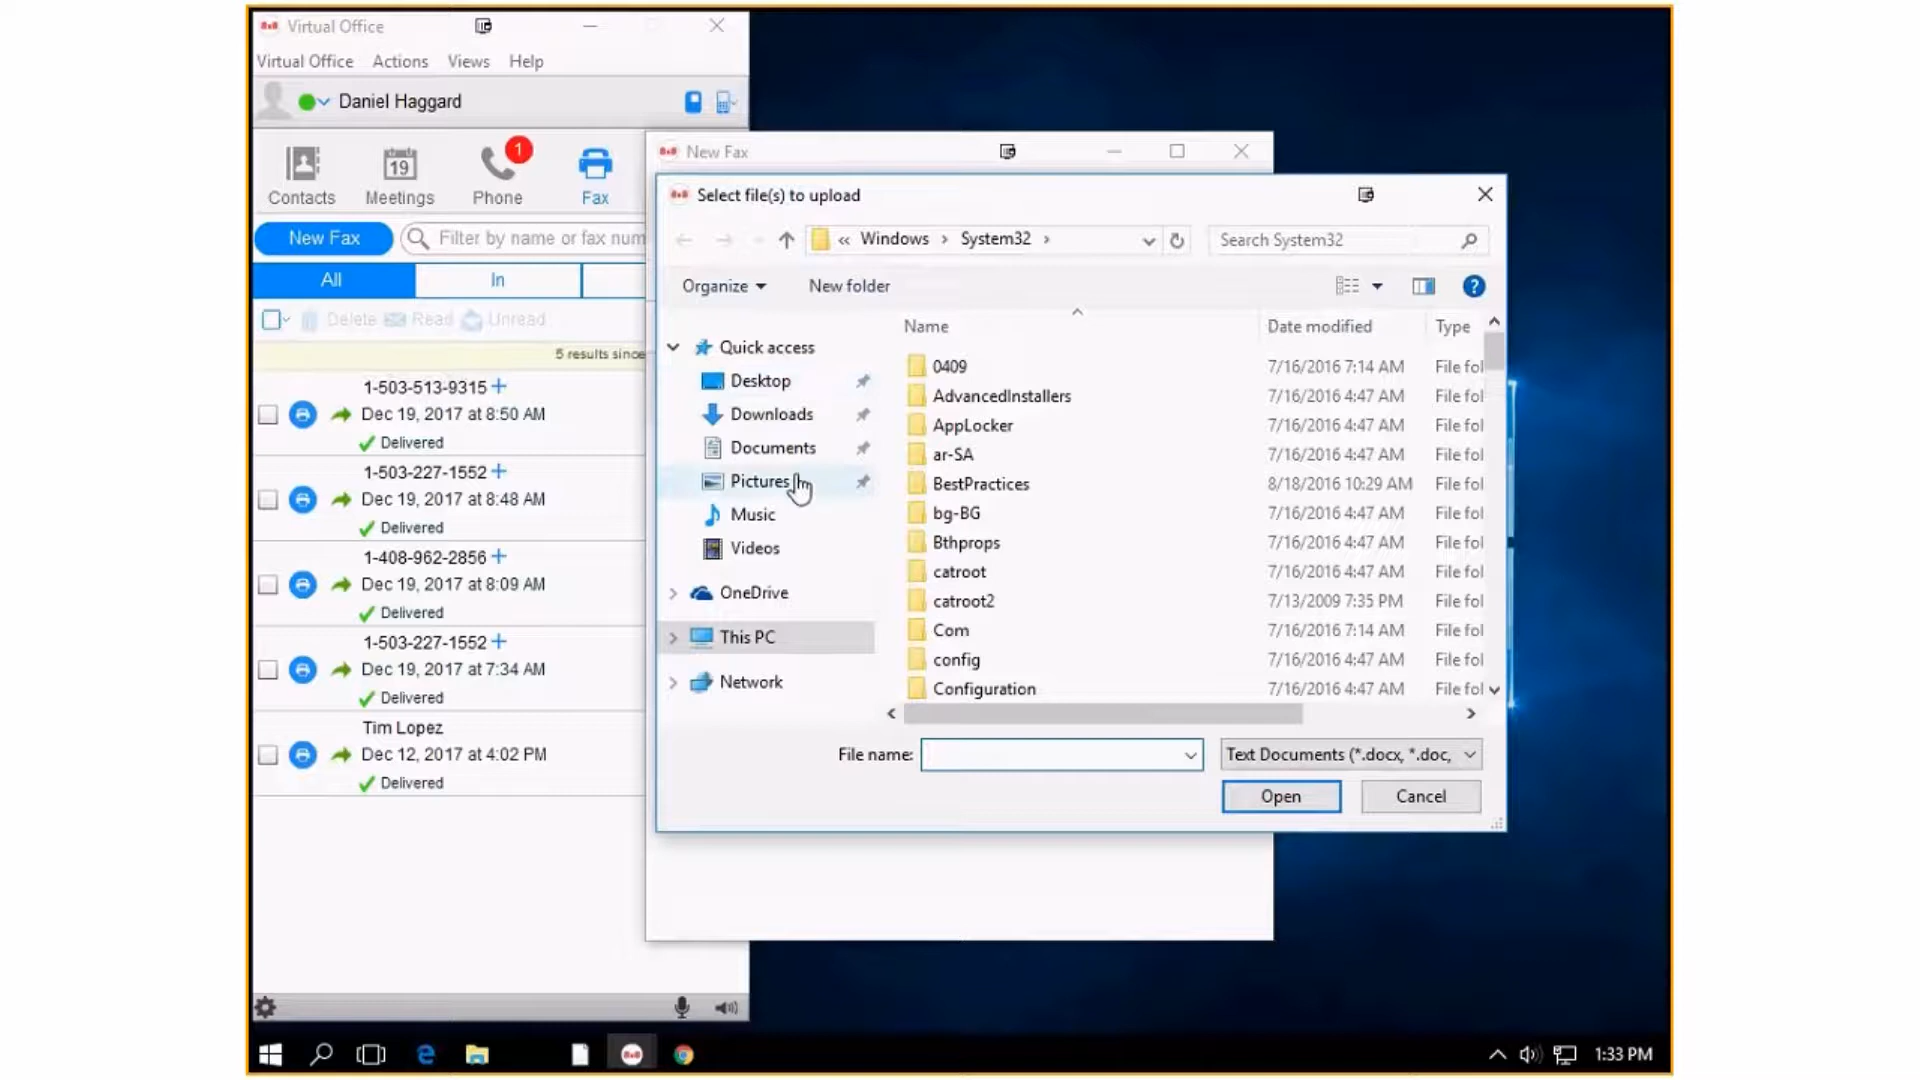 8x8 Virtual Office
Virtual Office Actions Views Help
Daniel Haggard
19
1
Contacts Meetings Phone Fax
New Fax Filter by name or fax num
All In
Delete Read Unread
5 results since
1-503-513-9315
Dec 19, 2017 at 8:50 AM
Delivered
1-503-227-1552
Dec 19, 2017 at 8:48 AM
Delivered
1-408-962-2856
Dec 19, 2017 at 8:09 AM
Delivered
1-503-227-1552
Dec 19, 2017 at 7:34 AM
Delivered
Tim Lopez
Dec 12, 2017 at 4:02 PM
Delivered
8x8 New Fax
8x8 Select file(s) to upload
« Windows › System32 › Search System32
Organize New folder
?
Quick access
Desktop
Downloads
Documents
Pictures
Music
Videos
OneDrive
This PC
Network
Name Date modified Type
0409 7/16/2016 7:14 AM File fol
AdvancedInstallers 7/16/2016 4:47 AM File fol
AppLocker 7/16/2016 4:47 AM File fol
ar-SA 7/16/2016 4:47 AM File fol
BestPractices 8/18/2016 10:29 AM File fol
bg-BG 7/16/2016 4:47 AM File fol
Bthprops 7/16/2016 4:47 AM File fol
catroot 7/16/2016 4:47 AM File fol
catroot2 7/13/2009 7:35 PM File fol
Com 7/16/2016 7:14 AM File fol
config 7/16/2016 4:47 AM File fol
Configuration 7/16/2016 4:47 AM File fol
File name: Text Documents (*.docx, *.doc,
Open Cancel
8x8 1:33 PM